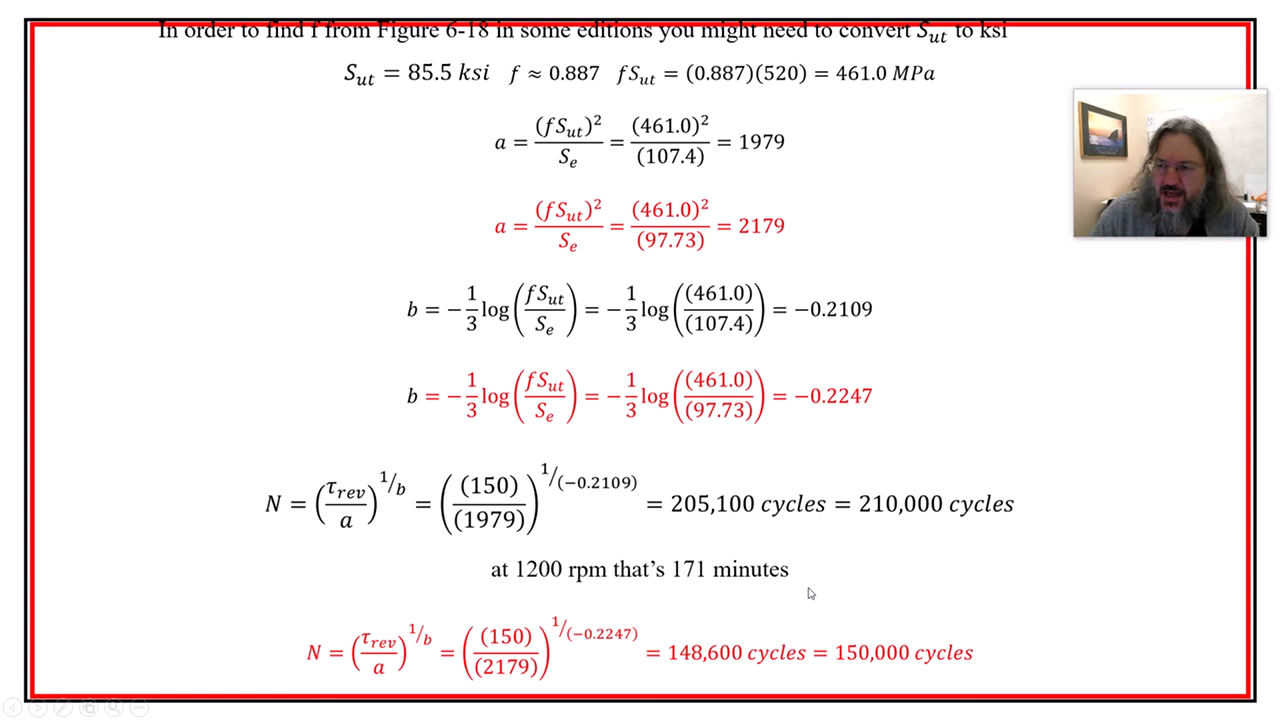 In order to find f from Figure 6-18 in some editions you might need to convert S_ut to ksi
S_ut = 85.5 ksi f ≈ 0.887 fS_ut = (0.887)(520) = 461.0 MPa
a = (fS_ut)²/S_e = (461.0)²/(107.4) = 1979
a = (fS_ut)²/S_e = (461.0)²/(97.73) = 2179
b = −1/3 log(fS_ut/S_e) = −1/3 log((461.0)/(107.4)) = −0.2109
b = −1/3 log(fS_ut/S_e) = −1/3 log((461.0)/(97.73)) = −0.2247
N = (τ_rev/a)^(1/b) = ((150)/(1979))^(1/(−0.2109)) = 205,100 cycles = 210,000 cycles
at 1200 rpm that's 171 minutes
N = (τ_rev/a)^(1/b) = ((150)/(2179))^(1/(−0.2247)) = 148,600 cycles = 150,000 cycles